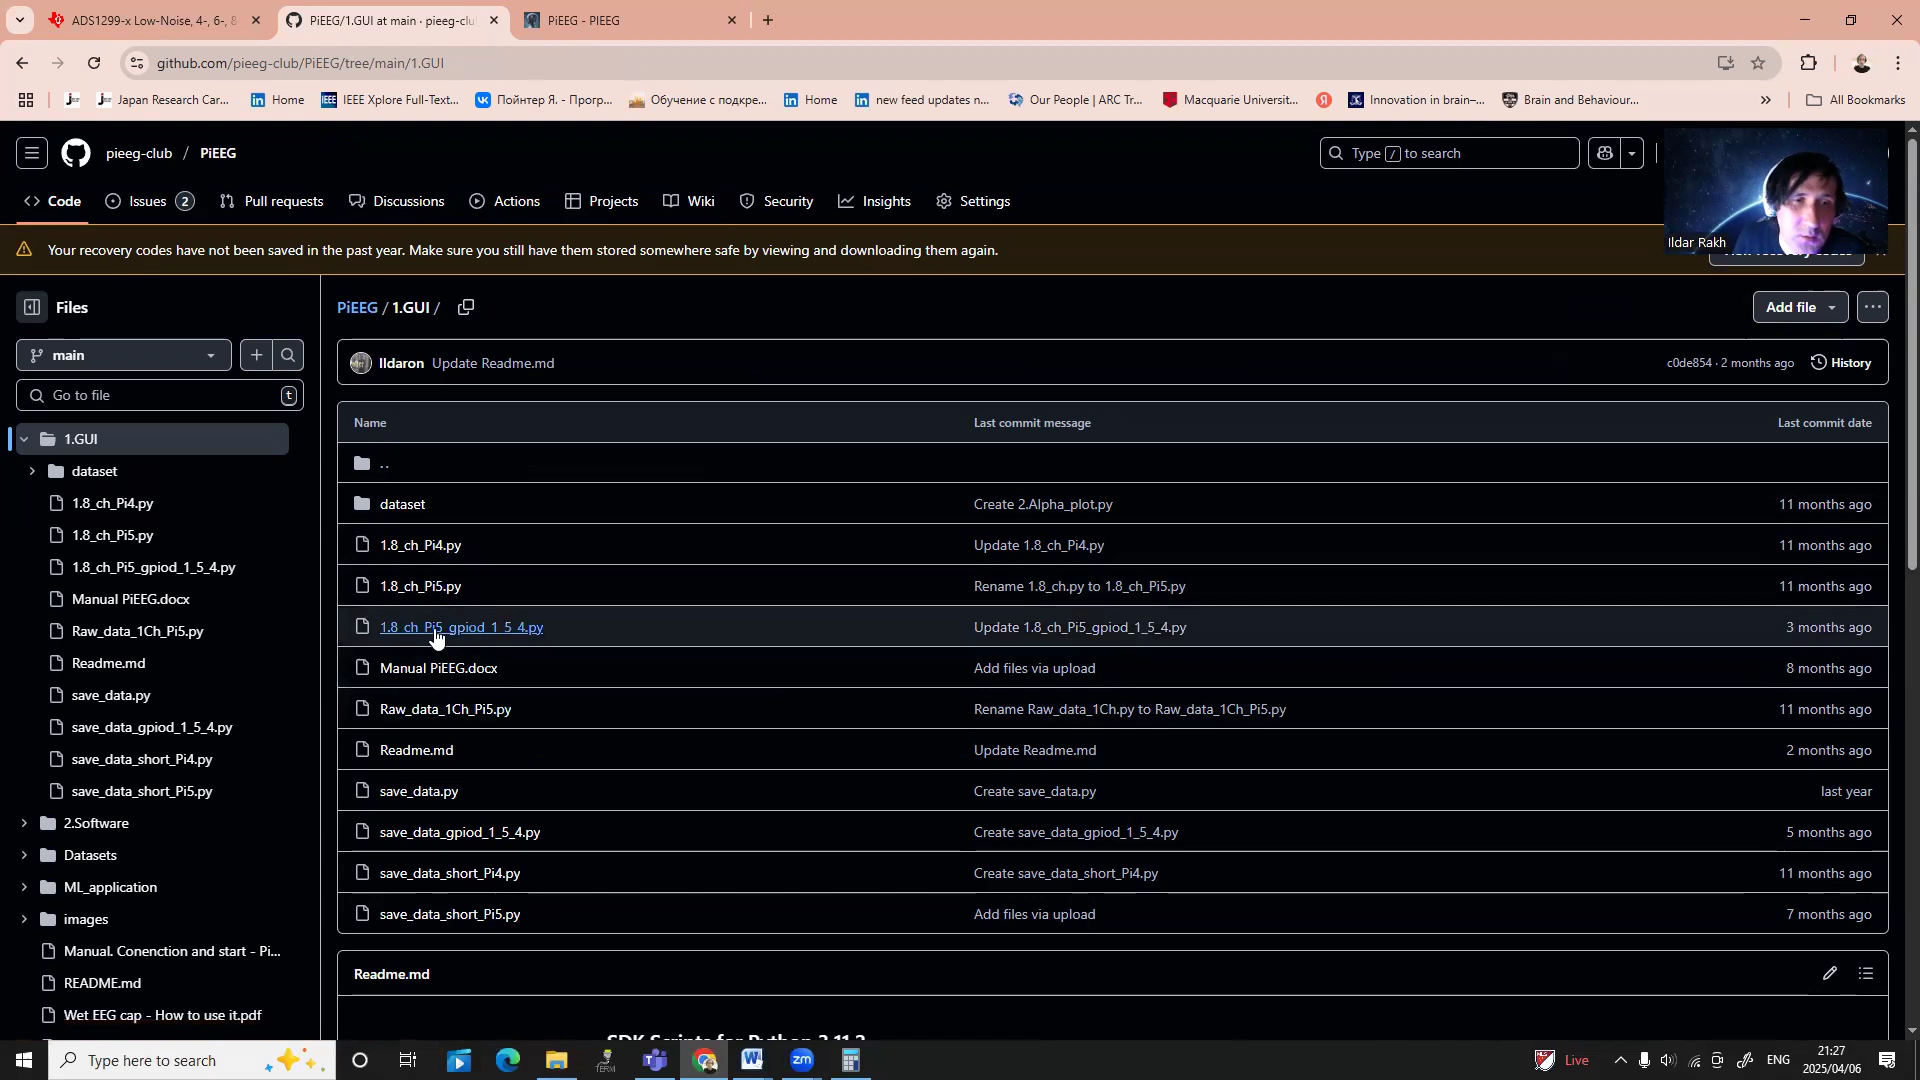 ADS1299-x Low-Noise, 4-, 6-, 8
PiEEG/1.GUI at main · pieeg-clu
PiEEG - PIEEG
github.com/pieeg-club/PiEEG/tree/main/1.GUI
Japan Research Car...
Home
IEEE Xplore Full-Text...
Пойнтер Я. - Прогр...
Обучение с подкре...
Home
new feed updates n...
Our People | ARC Tr...
Macquarie Universit...
Innovation in brain–...
Brain and Behaviour...
All Bookmarks
pieeg-club / PiEEG
Type / to search
Code
Issues 2
Pull requests
Discussions
Actions
Projects
Wiki
Security
Insights
Settings
Ildar Rakh
Your recovery codes have not been saved in the past year. Make sure you still have them stored somewhere safe by viewing and downloading them again.
Files
PiEEG / 1.GUI /
Add file
main
Go to file
t
Ildaron Update Readme.md
c0de854 · 2 months ago
History
Name Last commit message Last commit date
..
dataset Create 2.Alpha_plot.py 11 months ago
1.8_ch_Pi4.py Update 1.8_ch_Pi4.py 11 months ago
1.8_ch_Pi5.py Rename 1.8_ch.py to 1.8_ch_Pi5.py 11 months ago
1.8_ch_Pi5_gpiod_1_5_4.py Update 1.8_ch_Pi5_gpiod_1_5_4.py 3 months ago
Manual PiEEG.docx Add files via upload 8 months ago
Raw_data_1Ch_Pi5.py Rename Raw_data_1Ch.py to Raw_data_1Ch_Pi5.py 11 months ago
Readme.md Update Readme.md 2 months ago
save_data.py Create save_data.py last year
save_data_gpiod_1_5_4.py Create save_data_gpiod_1_5_4.py 5 months ago
save_data_short_Pi4.py Create save_data_short_Pi4.py 11 months ago
save_data_short_Pi5.py Add files via upload 7 months ago
1.GUI
dataset
1.8_ch_Pi4.py
1.8_ch_Pi5.py
1.8_ch_Pi5_gpiod_1_5_4.py
Manual PiEEG.docx
Raw_data_1Ch_Pi5.py
Readme.md
save_data.py
save_data_gpiod_1_5_4.py
save_data_short_Pi4.py
save_data_short_Pi5.py
2.Software
Datasets
ML_application
images
Manual. Conenction and start - Pi...
README.md
Wet EEG cap - How to use it.pdf
Readme.md
SDK Scripts for Python 3.11.2
Type here to search
Live
ENG
21:27
2025/04/06